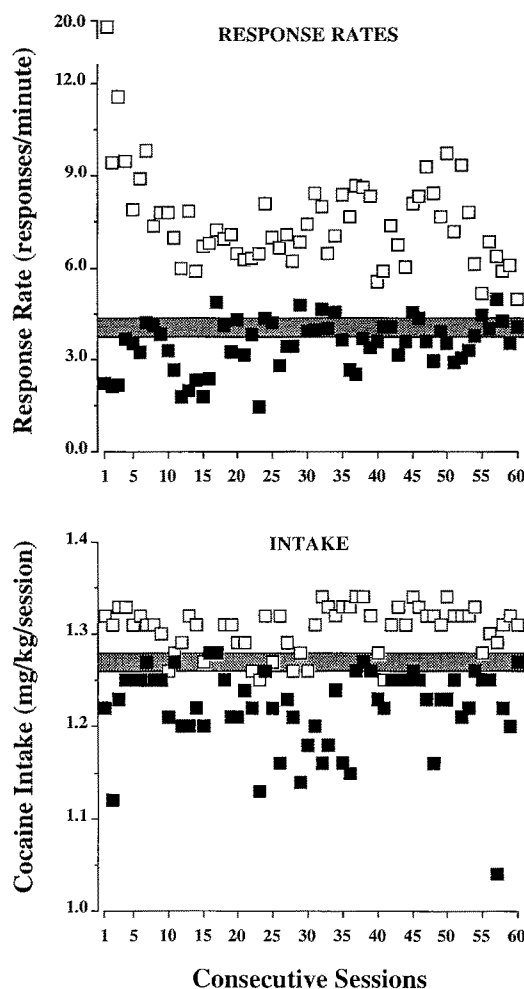 RESPONSE RATES
Response Rate (responses/minute)
20.0
12.0
9.0
6.0
3.0
0.0
1 5 10 15 20 25 30 35 40 45 50 55 60
INTAKE
Cocaine Intake (mg/kg/session)
1.4
1.3
1.2
1.1
1.0
1 5 10 15 20 25 30 35 40 45 50 55 60
Consecutive Sessions